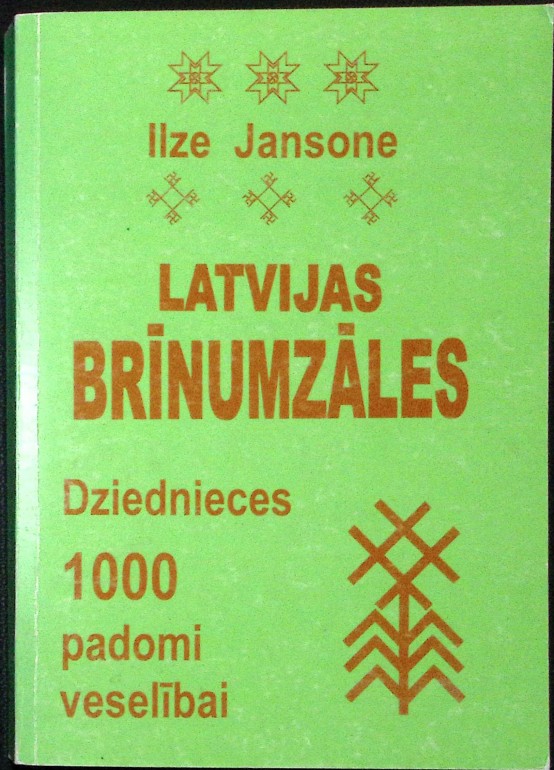 Ilze Jansone
LATVIJAS
BRĪNUMZĀLES
Dziednieces
1000
padomi
veselībai